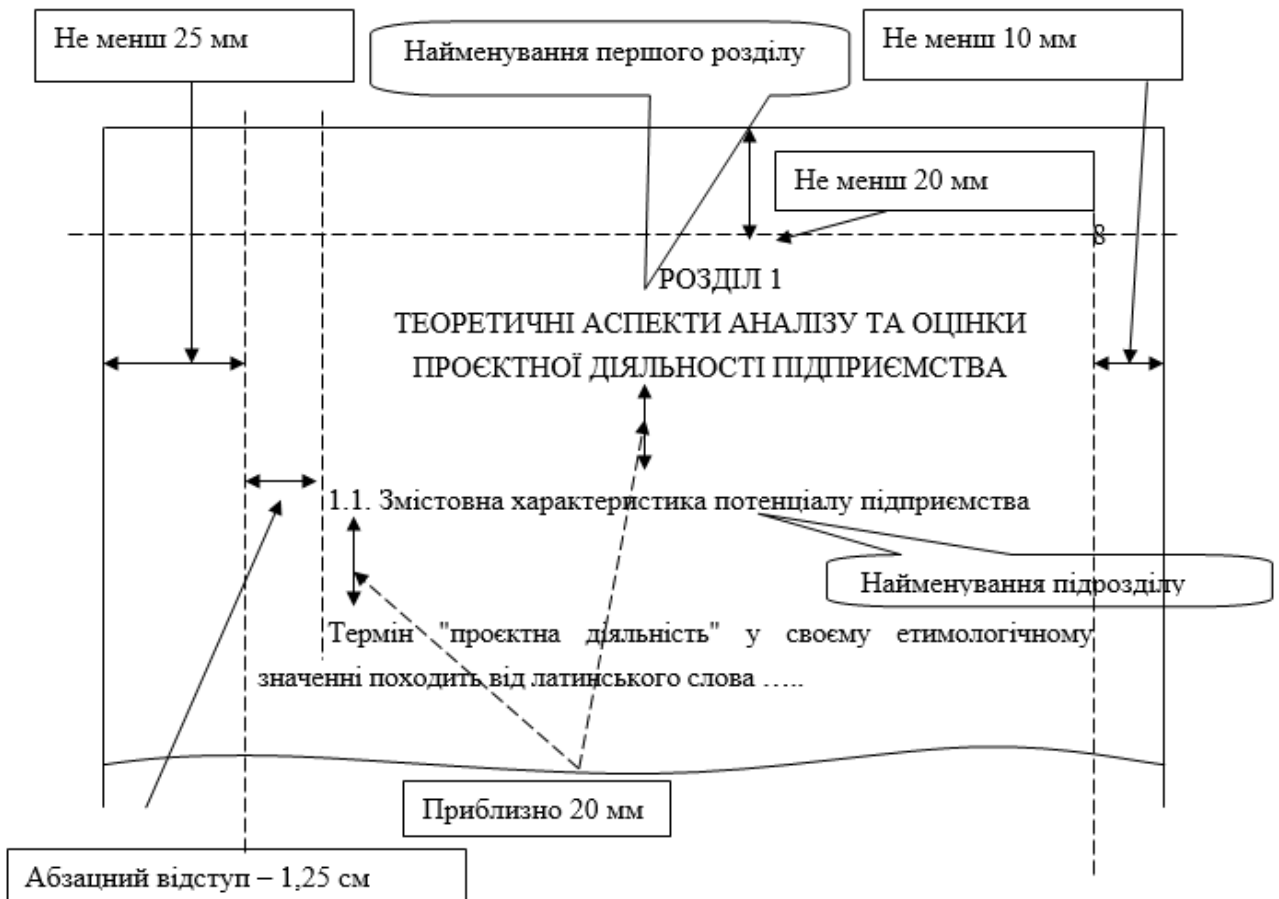 Не менш 25 мм
Найменування першого розділу
Не менш 10 мм
Не менш 20 мм
8
РОЗДІЛ 1
ТЕОРЕТИЧНІ АСПЕКТИ АНАЛІЗУ ТА ОЦІНКИ
ПРОЄКТНОЇ ДІЯЛЬНОСТІ ПІДПРИЄМСТВА
1.1. Змістовна характеристика потенціалу підприємства
Найменування підрозділу
Термін "проєктна діяльність" у своєму етимологічному
значенні походить від латинського слова …..
Приблизно 20 мм
Абзацний відступ – 1,25 см